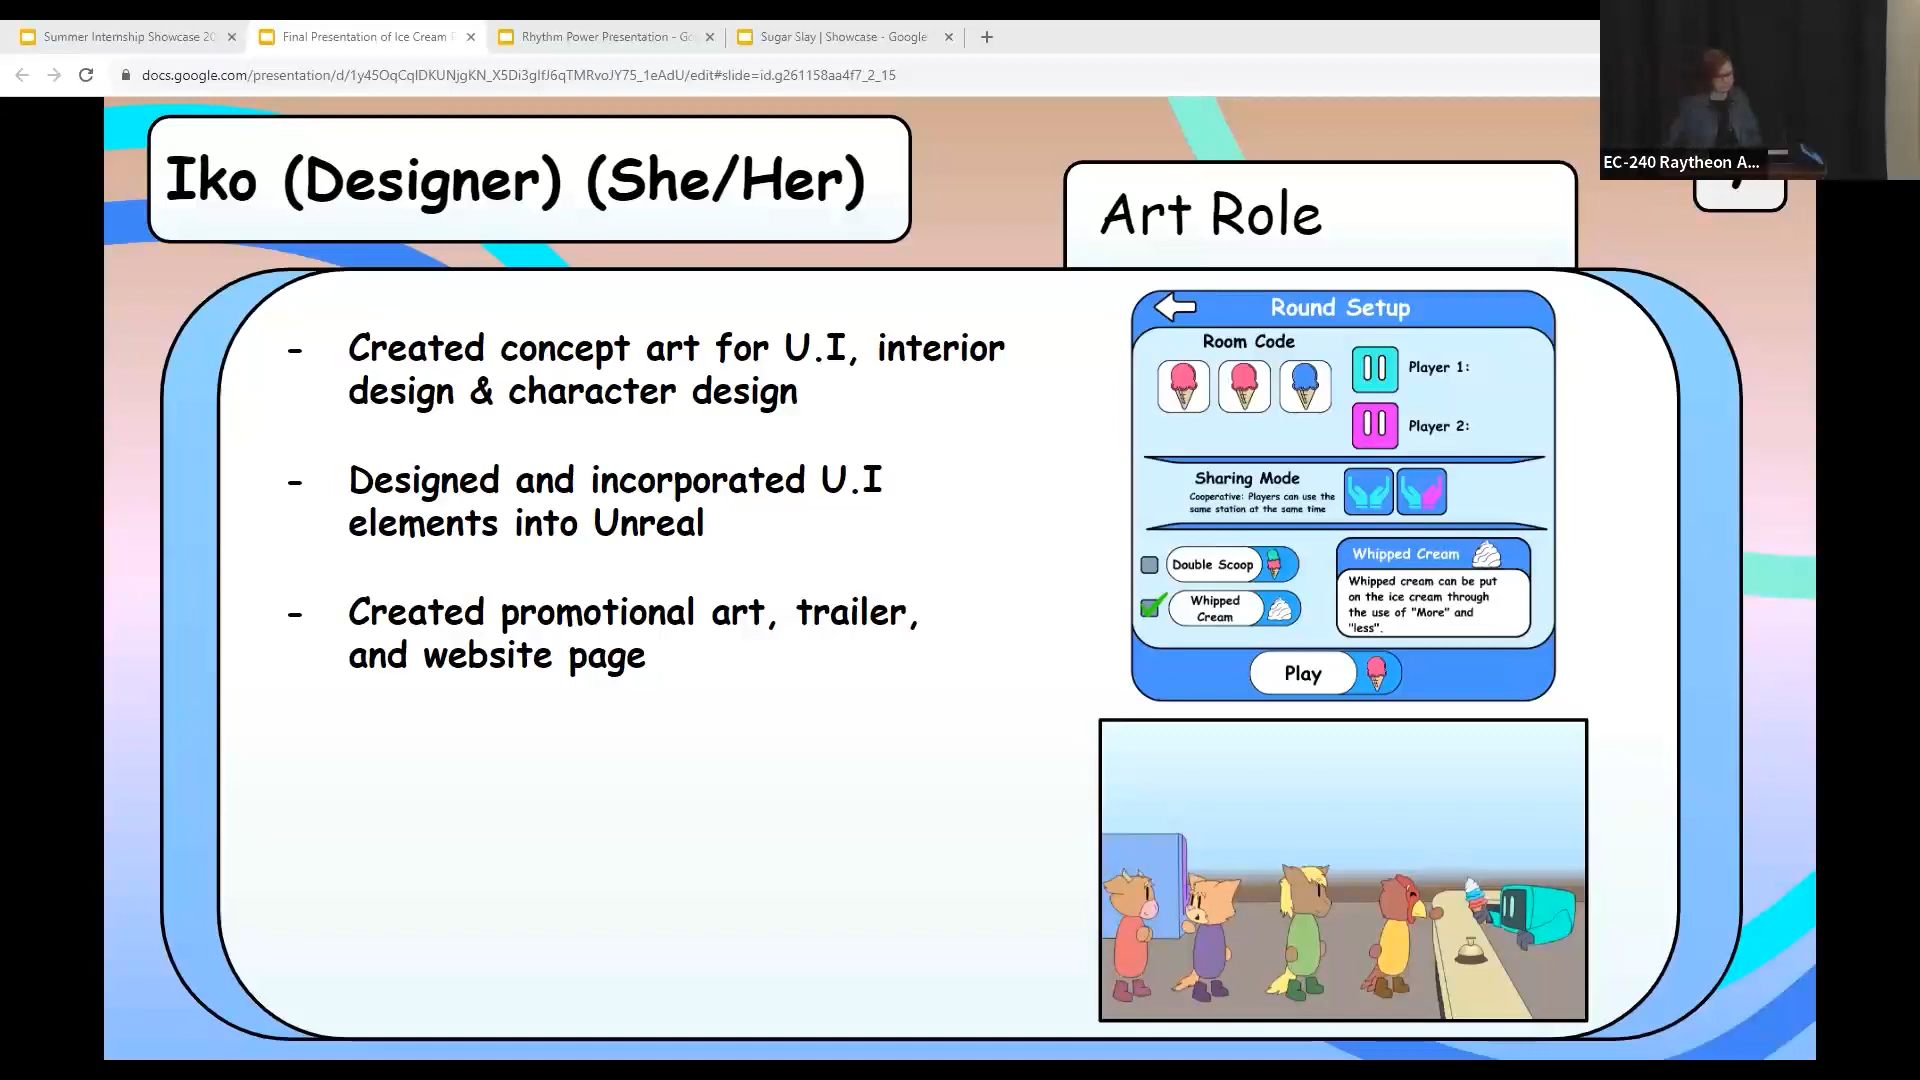 Summer Internship Showcase 20
Final Presentation of Ice Cream
Rhythm Power Presentation - Go
Sugar Slay | Showcase - Google
docs.google.com/presentation/d/1y45OqCqIDKUNjgKN_X5Di3gIfJ6qTMRvoJY75_1eAdU/edit#slide=id.g261158aa4f7_2_15
EC-240 Raytheon A...
Iko (Designer) (She/Her)
Art Role
- Created concept art for U.I, interior
design & character design
- Designed and incorporated U.I
elements into Unreal
- Created promotional art, trailer,
and website page
Round Setup
Room Code
Player 1:
Player 2:
Sharing Mode
Cooperative: Players can use the
same station at the same time
Double Scoop
Whipped
Cream
Whipped Cream
Whipped cream can be put
on the ice cream through
the use of "More" and
"less".
Play